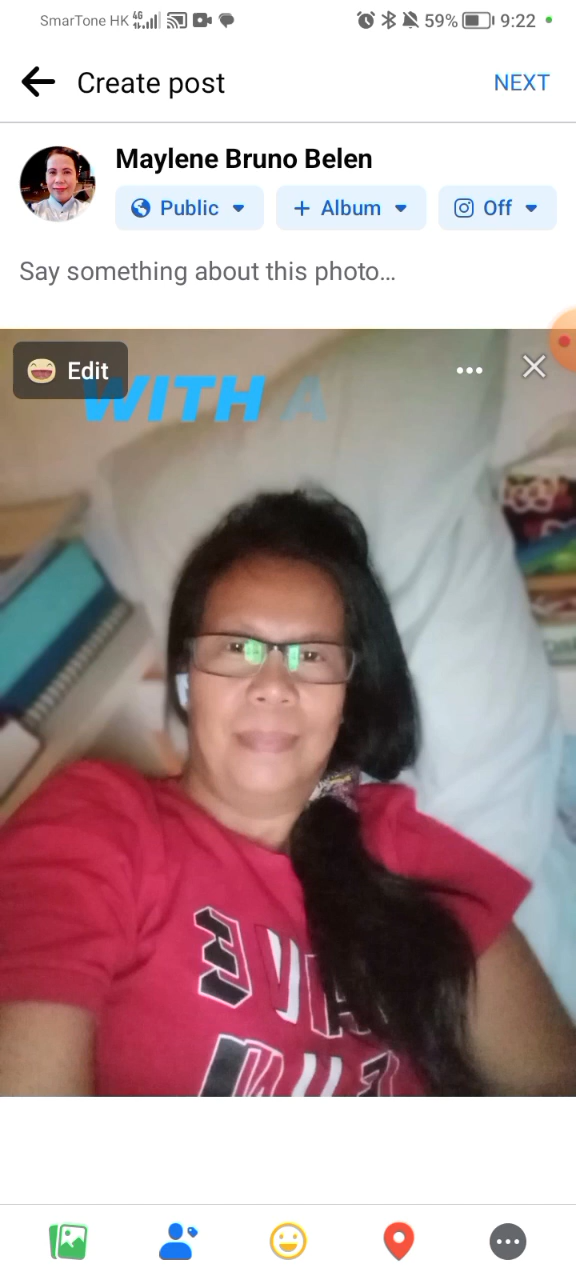 SmarTone HK 4G 59% 9:22
Create post NEXT
Maylene Bruno Belen
Public + Album Off
Say something about this photo...
Edit
WITH A